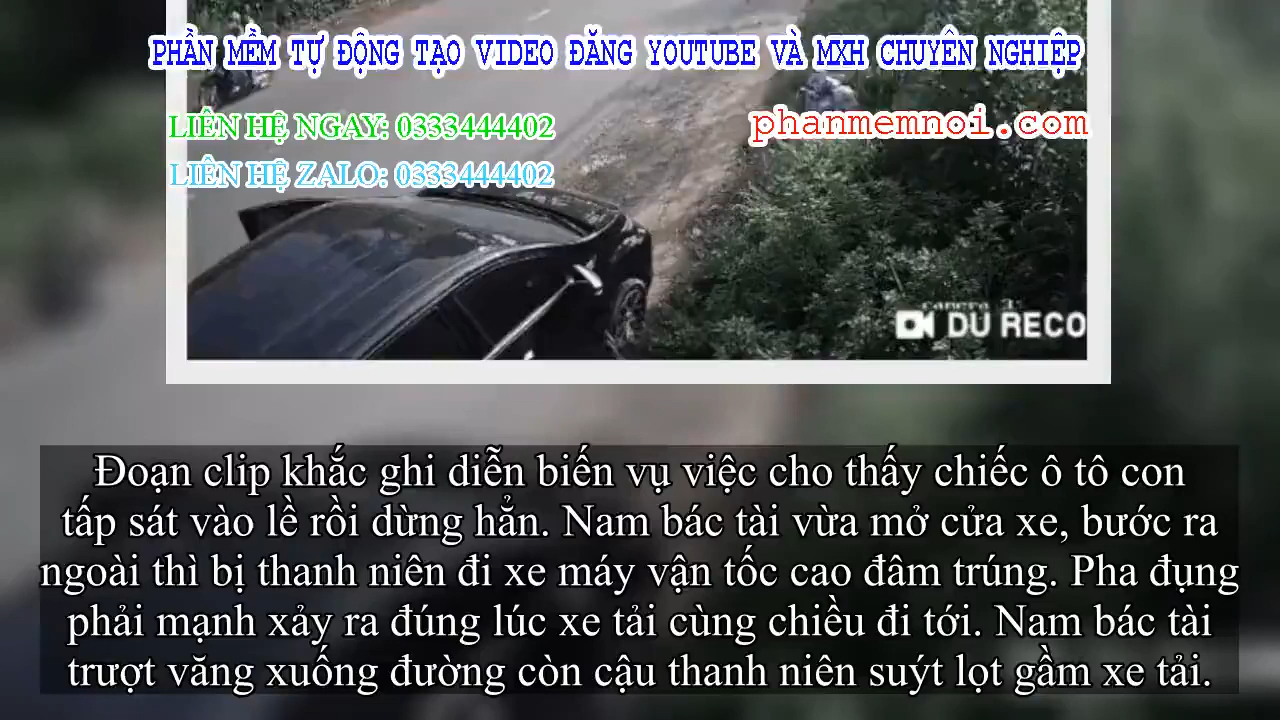 PHẦN MỀM TỰ ĐỘNG TẠO VIDEO ĐĂNG YOUTUBE VÀ MXH CHUYÊN NGHIỆP
LIÊN HỆ NGAY: 0333444402
phanmemnoi.com
LIÊN HỆ ZALO: 0333444402
camera 1:
DU RECO
Đoạn clip khắc ghi diễn biến vụ việc cho thấy chiếc ô tô con
tấp sát vào lề rồi dừng hẳn. Nam bác tài vừa mở cửa xe, bước ra
ngoài thì bị thanh niên đi xe máy vận tốc cao đâm trúng. Pha đụng
phải mạnh xảy ra đúng lúc xe tải cùng chiều đi tới. Nam bác tài
trượt văng xuống đường còn cậu thanh niên suýt lọt gầm xe tải.